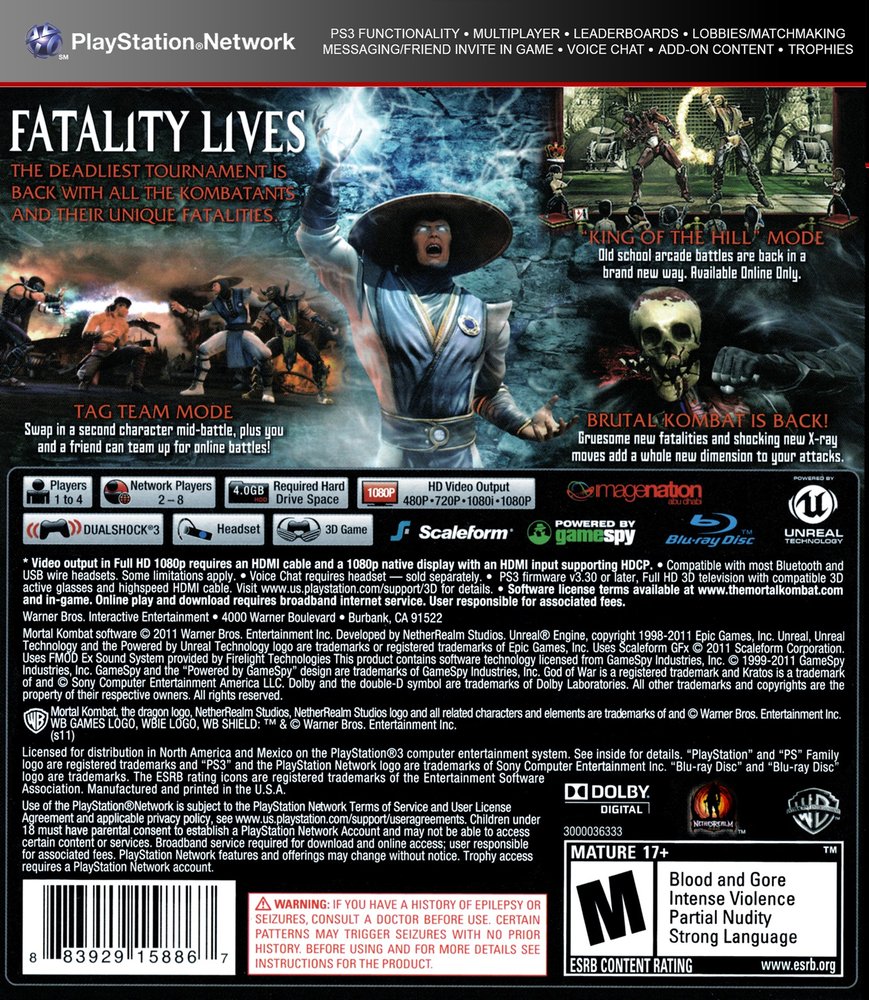 PlayStation®Network
SM
PS3 FUNCTIONALITY • MULTIPLAYER • LEADERBOARDS • LOBBIES/MATCHMAKING
MESSAGING/FRIEND INVITE IN GAME • VOICE CHAT • ADD-ON CONTENT • TROPHIES
FATALITY LIVES
THE DEADLIEST TOURNAMENT IS
BACK WITH ALL THE KOMBATANTS
AND THEIR UNIQUE FATALITIES.
"KING OF THE HILL" MODE
Old school arcade battles are back in a
brand new way. Available Online Only.
TAG TEAM MODE
Swap in a second character mid-battle, plus you
and a friend can team up for online battles!
BRUTAL KOMBAT IS BACK!
Gruesome new fatalities and shocking new X-ray
moves add a whole new dimension to your attacks.
Players
1 to 4
Network Players
2 – 8
4.0GB
HDD
Required Hard
Drive Space
1080P
HD Video Output
480P•720P•1080i•1080P
imagenation
abu dhabi
POWERED BY
UNREAL
TECHNOLOGY
DUALSHOCK®3
Headset
3D Game
Scaleform
POWERED BY
gamespy
Blu-ray Disc
TM
* Video output in Full HD 1080p requires an HDMI cable and a 1080p native display with an HDMI input supporting HDCP. • Compatible with most Bluetooth and
USB wire headsets. Some limitations apply. • Voice Chat requires headset — sold separately. • PS3 firmware v3.30 or later, Full HD 3D television with compatible 3D
active glasses and highspeed HDMI cable. Visit www.us.playstation.com/support/3D for details. • Software license terms available at www.themortalkombat.com
and in-game. Online play and download requires broadband internet service. User responsible for associated fees.
Warner Bros. Interactive Entertainment • 4000 Warner Boulevard • Burbank, CA 91522
Mortal Kombat software © 2011 Warner Bros. Entertainment Inc. Developed by NetherRealm Studios. Unreal® Engine, copyright 1998-2011 Epic Games, Inc. Unreal, Unreal
Technology and the Powered by Unreal Technology logo are trademarks or registered trademarks of Epic Games, Inc. Uses Scaleform GFx © 2011 Scaleform Corporation.
Uses FMOD Ex Sound System provided by Firelight Technologies This product contains software technology licensed from GameSpy Industries, Inc. © 1999-2011 GameSpy
Industries, Inc. GameSpy and the "Powered by GameSpy" design are trademarks of GameSpy Industries, Inc. God of War is a registered trademark and Kratos is a trademark
of and © Sony Computer Entertainment America LLC. Dolby and the double-D symbol are trademarks of Dolby Laboratories. All other trademarks and copyrights are the
property of their respective owners. All rights reserved.
Mortal Kombat, the dragon logo, NetherRealm Studios, NetherRealm Studios logo and all related characters and elements are trademarks of and © Warner Bros. Entertainment Inc.
WB GAMES LOGO, WBIE LOGO, WB SHIELD: ™ & © Warner Bros. Entertainment Inc.
(s11)
Licensed for distribution in North America and Mexico on the PlayStation®3 computer entertainment system. See inside for details. "PlayStation" and "PS" Family
logo are registered trademarks and "PS3" and the PlayStation Network logo are trademarks of Sony Computer Entertainment Inc. "Blu-ray Disc" and "Blu-ray Disc"
logo are trademarks. The ESRB rating icons are registered trademarks of the Entertainment Software
Association. Manufactured and printed in the U.S.A.
Use of the PlayStation®Network is subject to the PlayStation Network Terms of Service and User License
Agreement and applicable privacy policy, see www.us.playstation.com/support/useragreements. Children under
18 must have parental consent to establish a PlayStation Network Account and may not be able to access
certain content or services. Broadband service required for download and online access; user responsible
for associated fees. PlayStation Network features and offerings may change without notice. Trophy access
requires a PlayStation Network account.
DOLBY
DIGITAL
NETHERREALM
TM
WB
3000036333
MATURE 17+
TM
M
Blood and Gore
Intense Violence
Partial Nudity
Strong Language
ESRB CONTENT RATING
www.esrb.org
8 83929 15886 7
WARNING: IF YOU HAVE A HISTORY OF EPILEPSY OR
SEIZURES, CONSULT A DOCTOR BEFORE USE. CERTAIN
PATTERNS MAY TRIGGER SEIZURES WITH NO PRIOR
HISTORY. BEFORE USING AND FOR MORE DETAILS SEE
INSTRUCTIONS FOR THE PRODUCT.